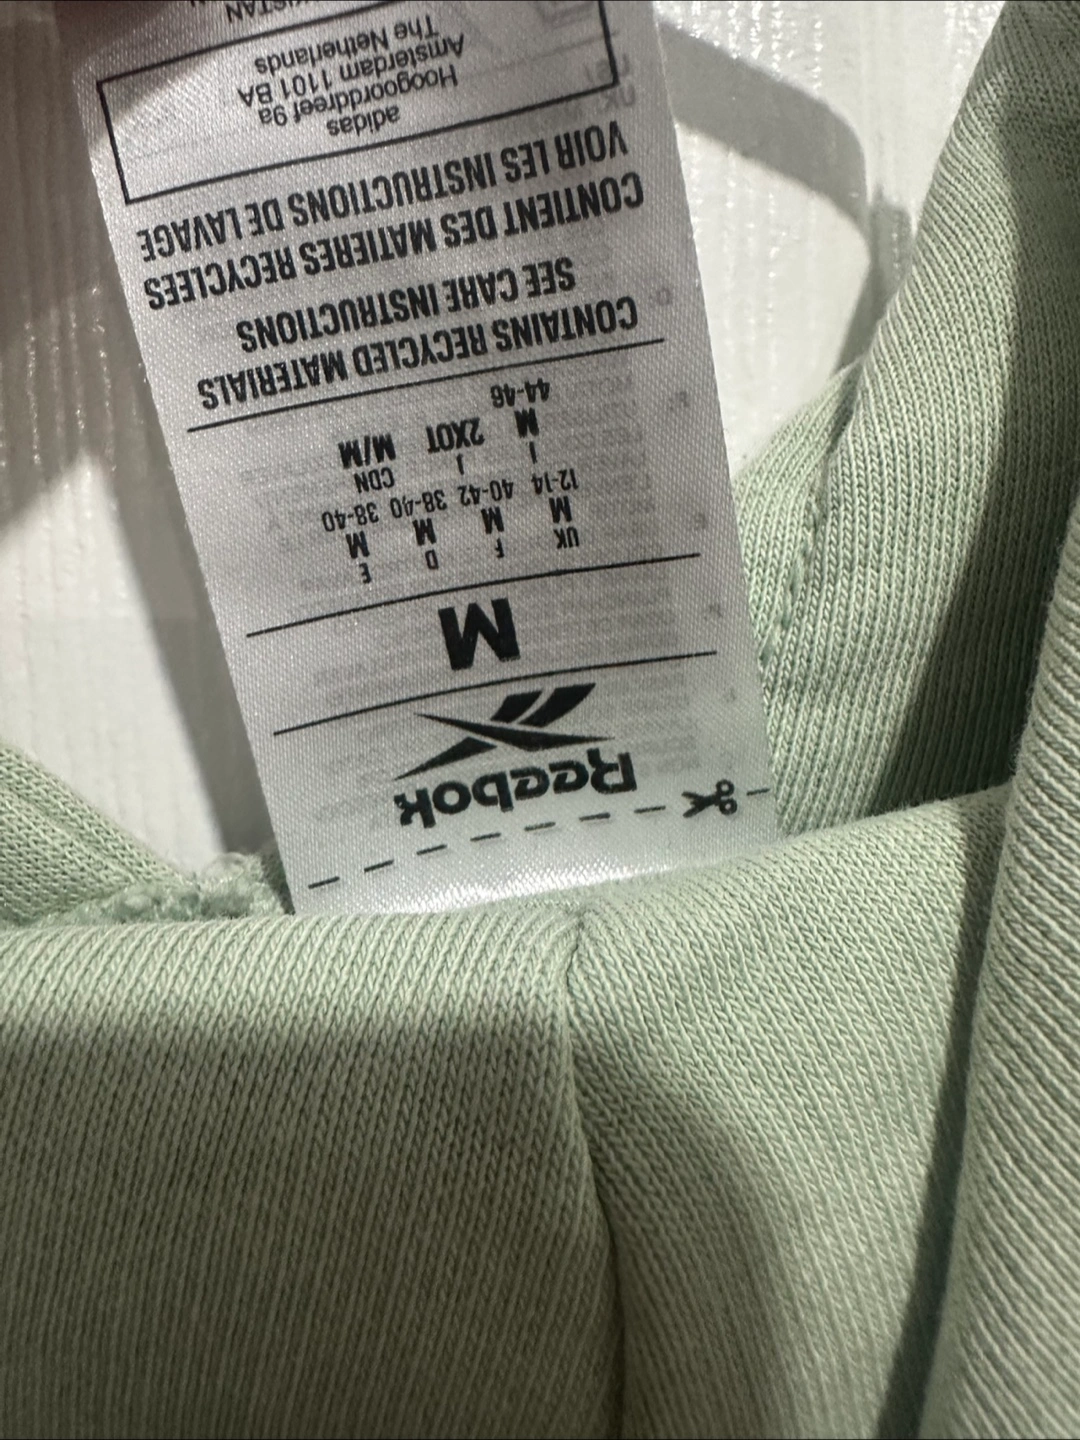 Reebok
M
UK F D E
M M M M
12-14 40-42 38-40 38-40
I J CDN
M 2XOT M/M
44-46
CONTAINS RECYCLED MATERIALS
SEE CARE INSTRUCTIONS
CONTIENT DES MATIERES RECYCLEES
VOIR LES INSTRUCTIONS DE LAVAGE
adidas
Hoogoorddreef 9a
Amsterdam 1101 BA
The Netherlands